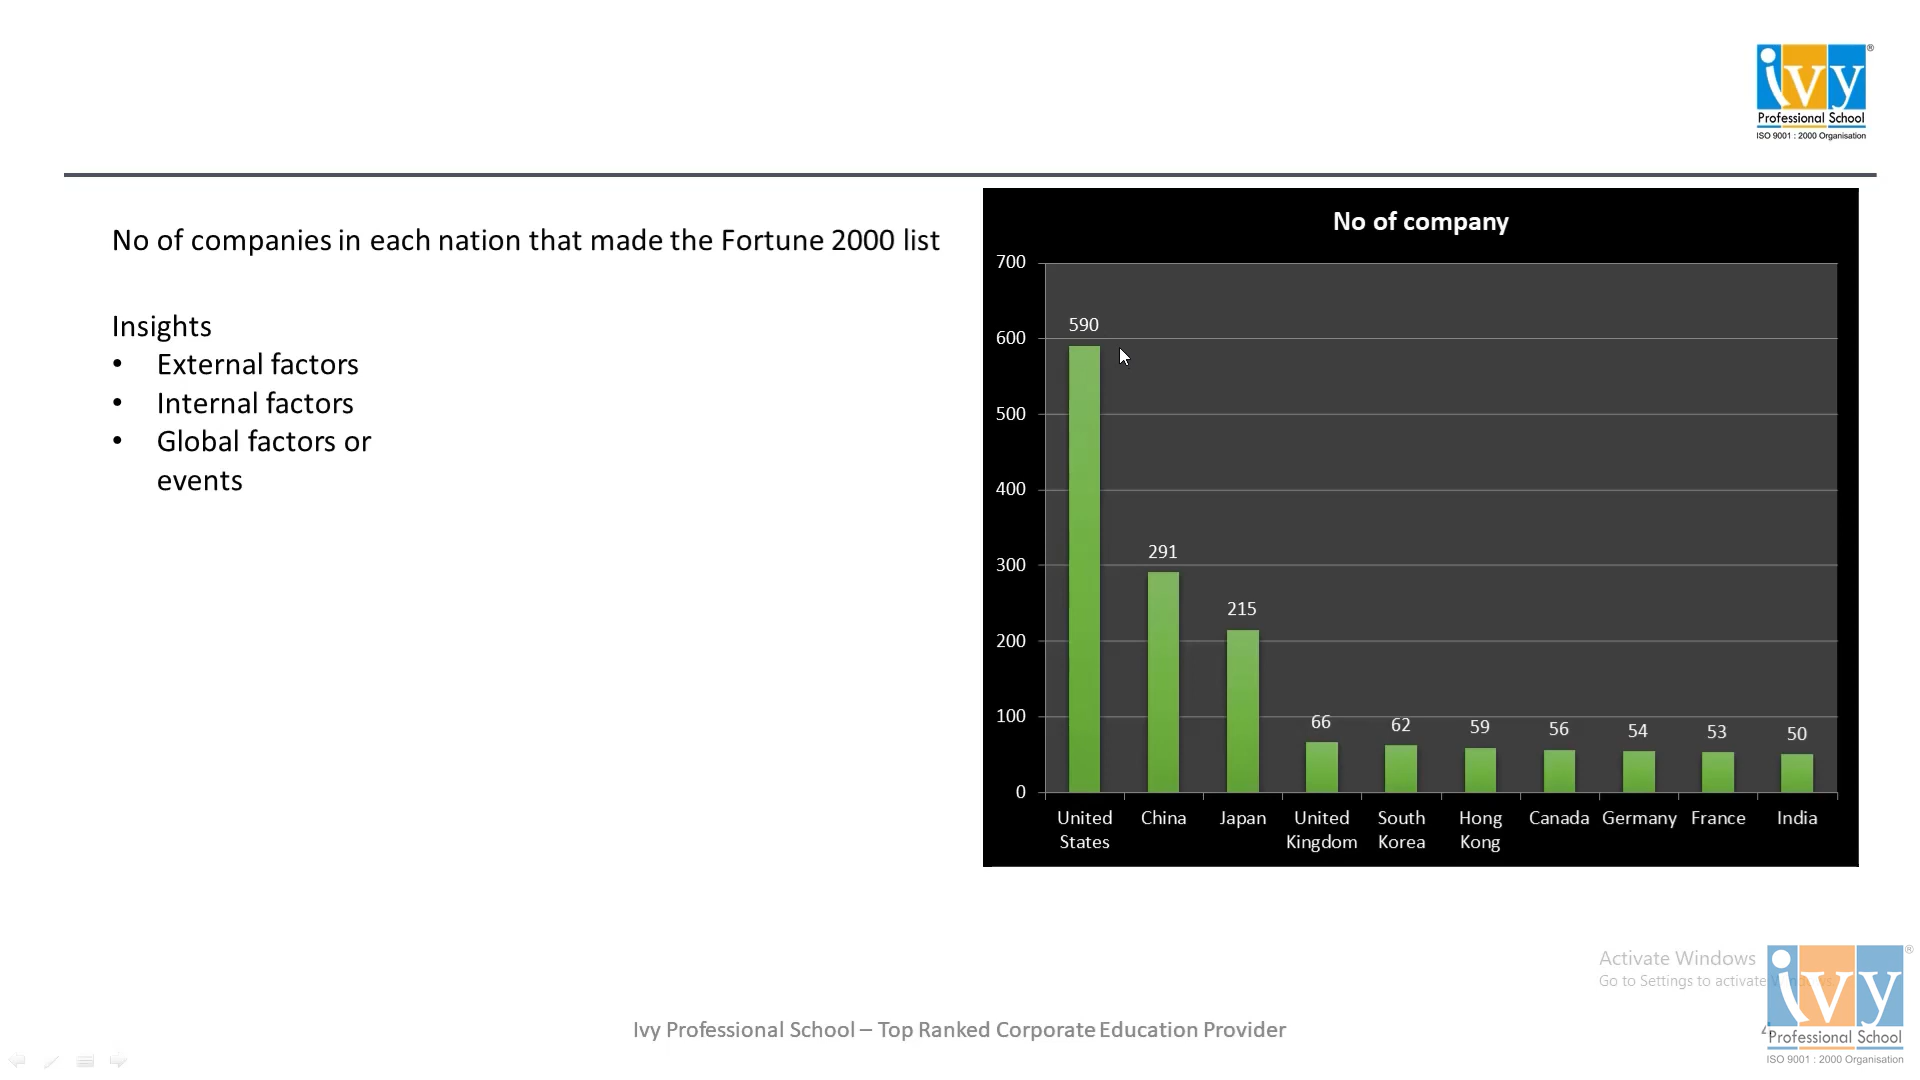 ivy®
Professional School
ISO 9001 : 2000 Organisation
No of companies in each nation that made the Fortune 2000 list
Insights
• External factors
• Internal factors
• Global factors or
events
No of company
700
600
500
400
300
200
100
0
590
291
215
66
62
59
56
54
53
50
United States
China
Japan
United Kingdom
South Korea
Hong Kong
Canada
Germany
France
India
Activate Windows
Go to Settings to activate
Ivy Professional School – Top Ranked Corporate Education Provider
ivy®
Professional School
ISO 9001 : 2000 Organisation